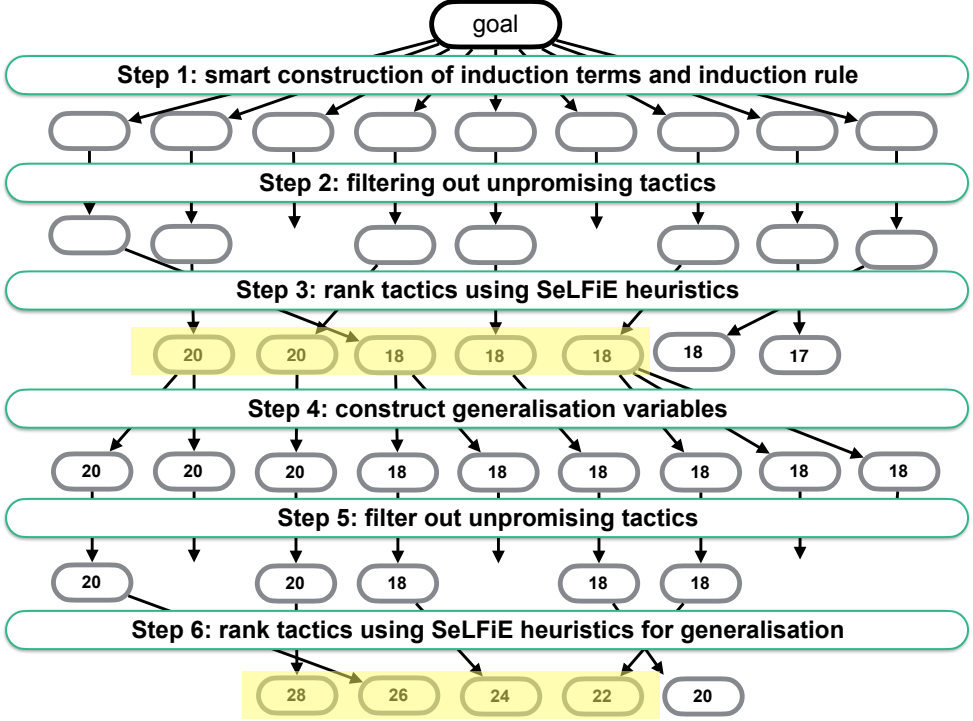 goal
Step 1: smart construction of induction terms and induction rule
Step 2: filtering out unpromising tactics
Step 3: rank tactics using SeLFiE heuristics
20 20 18 18 18 18 17
Step 4: construct generalisation variables
20 20 20 18 18 18 18 18 18
Step 5: filter out unpromising tactics
20 20 18 18 18
Step 6: rank tactics using SeLFiE heuristics for generalisation
28 26 24 22 20